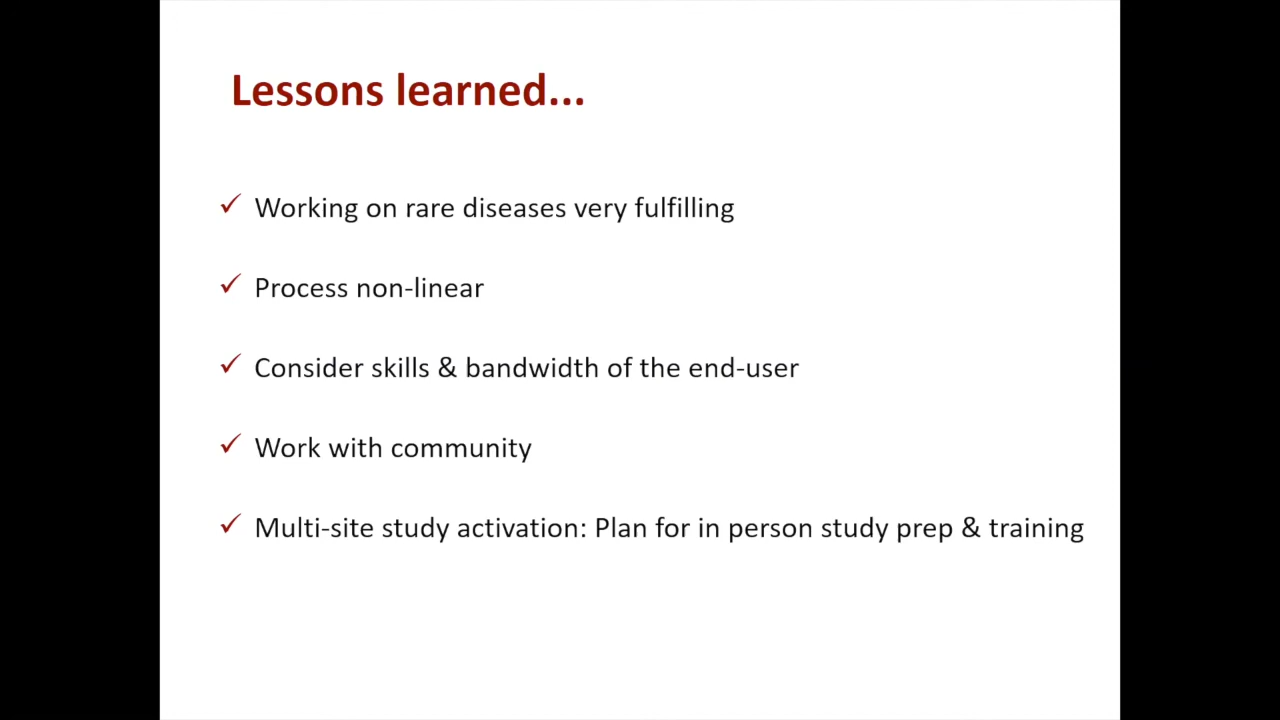 Lessons learned...
✓ Working on rare diseases very fulfilling
✓ Process non-linear
✓ Consider skills & bandwidth of the end-user
✓ Work with community
✓ Multi-site study activation: Plan for in person study prep & training